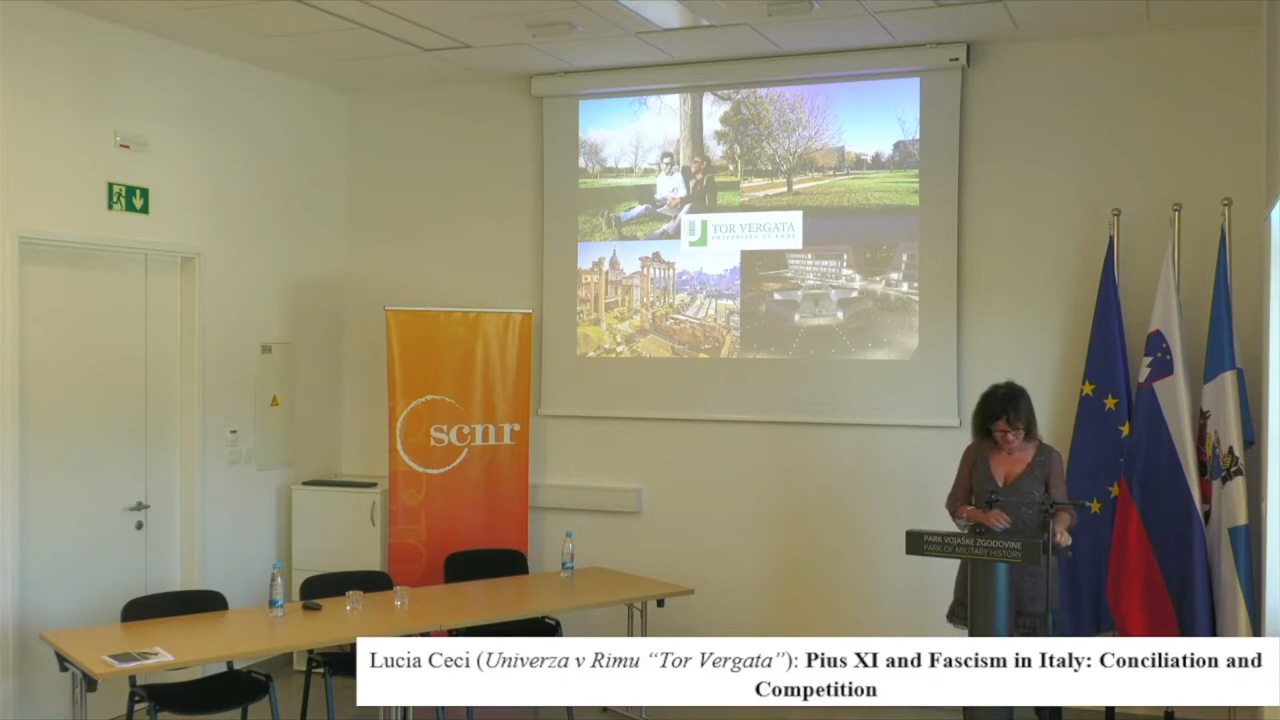 TOR VERGATA
UNIVERSITY OF ROME
scnr
PARK VOJAŠKE ZGODOVINE
PARK OF MILITARY HISTORY
Lucia Ceci (Univerza v Rimu “Tor Vergata”): Pius XI and Fascism in Italy: Conciliation and
Competition